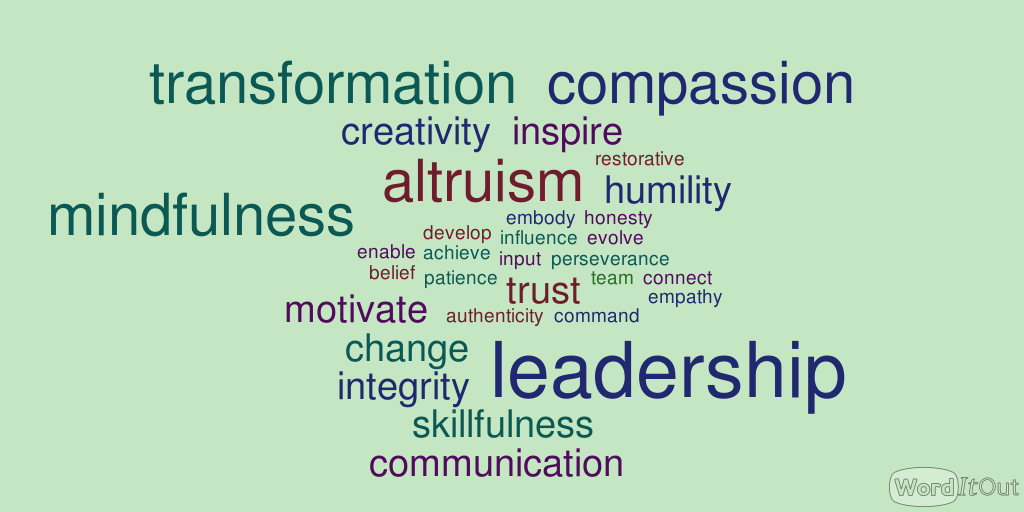 transformation compassion
creativity inspire
restorative
altruism humility
mindfulness
embody honesty
develop influence evolve
enable achieve input perseverance
belief patience trust team connect
empathy
motivate authenticity command
change
leadership
integrity
skillfulness
communication
WordItOut